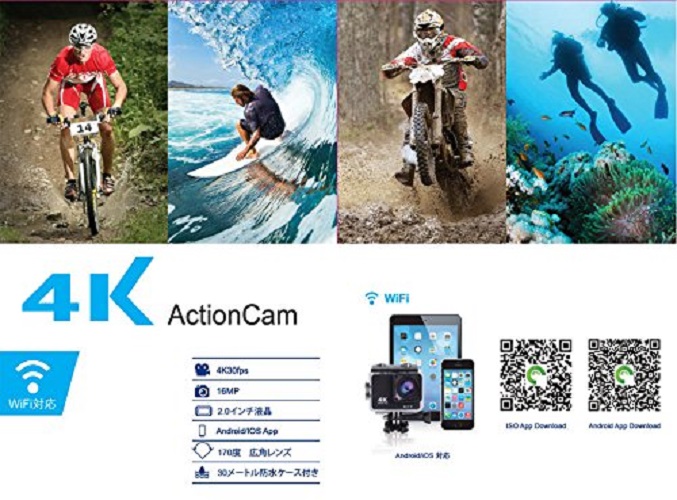 14
4K ActionCam
WiFi対応
4K30fps
16MP
2.0インチ液晶
Android/IOS App
170度 広角レンズ
30メートル防水ケース付き
WiFi
4K
Android/IOS 対応
ISO App Download
Android App Download